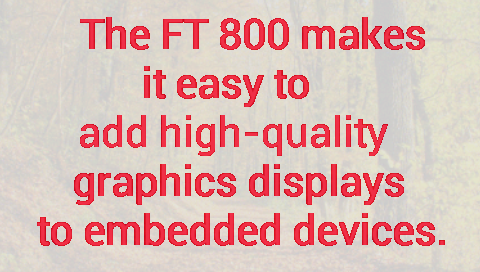 The FT 800 makes
it easy to
add high-quality
graphics displays
to embedded devices.